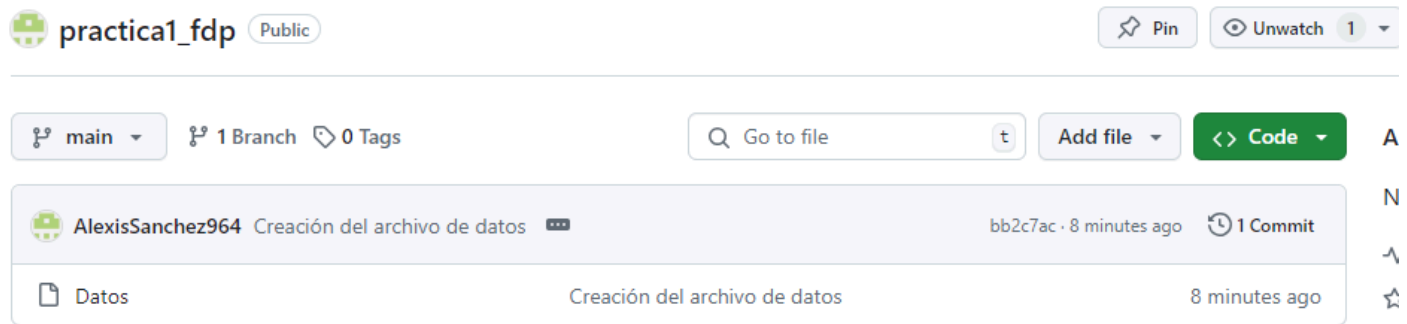 practica1_fdp Public Pin Unwatch 1
main 1 Branch 0 Tags Go to file t Add file <> Code A
AlexisSanchez964 Creación del archivo de datos bb2c7ac · 8 minutes ago 1 Commit N
Datos Creación del archivo de datos 8 minutes ago